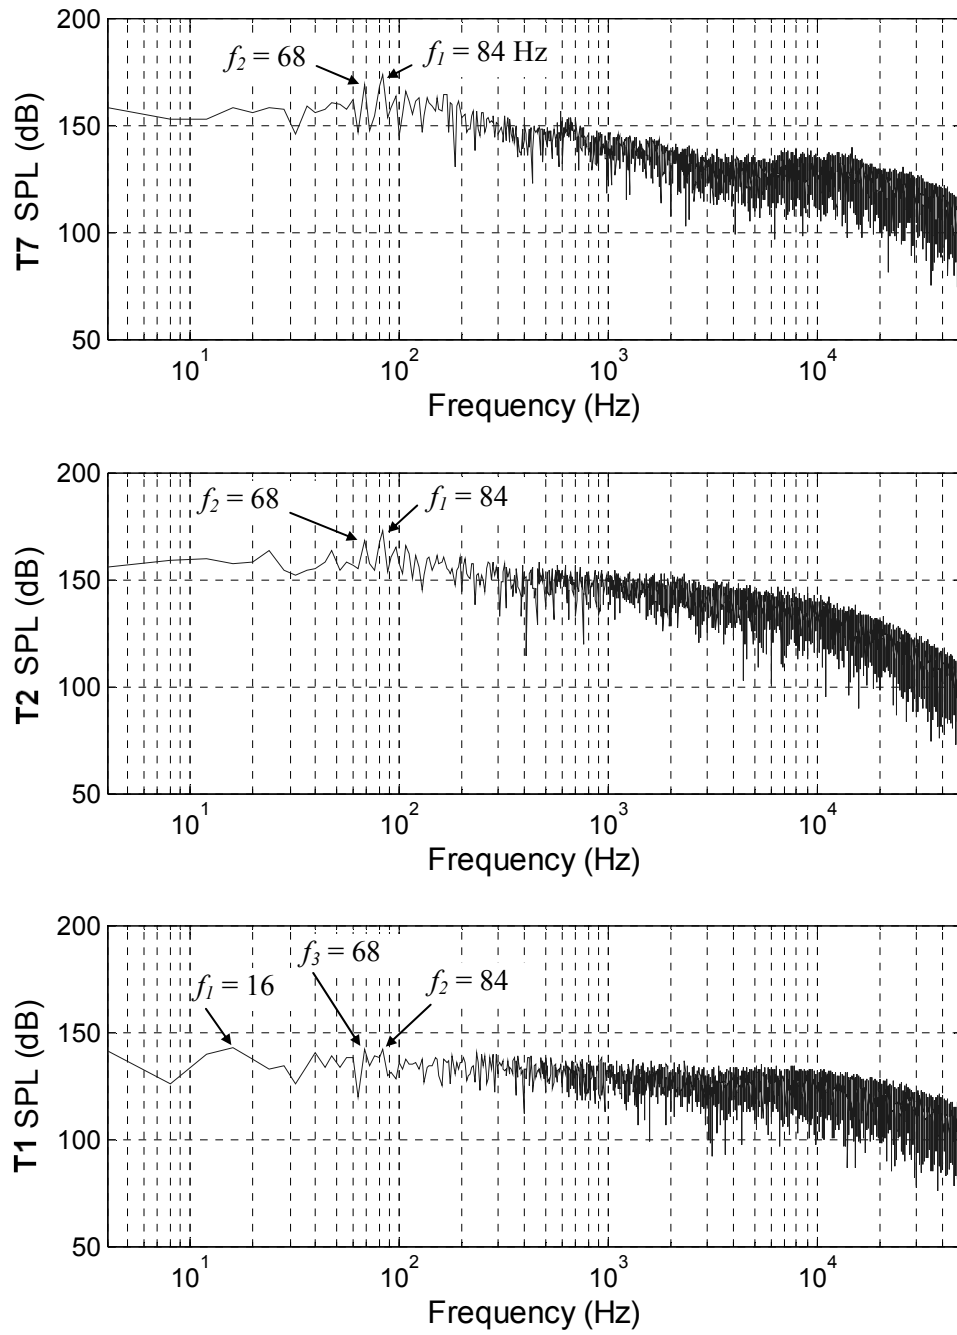 200
f2 = 68
f1 = 84 Hz
150
100
50
T7 SPL (dB)
10^1 10^2 10^3 10^4
Frequency (Hz)
200
f2 = 68
f1 = 84
150
100
50
T2 SPL (dB)
10^1 10^2 10^3 10^4
Frequency (Hz)
200
f3 = 68
f1 = 16
f2 = 84
150
100
50
T1 SPL (dB)
10^1 10^2 10^3 10^4
Frequency (Hz)